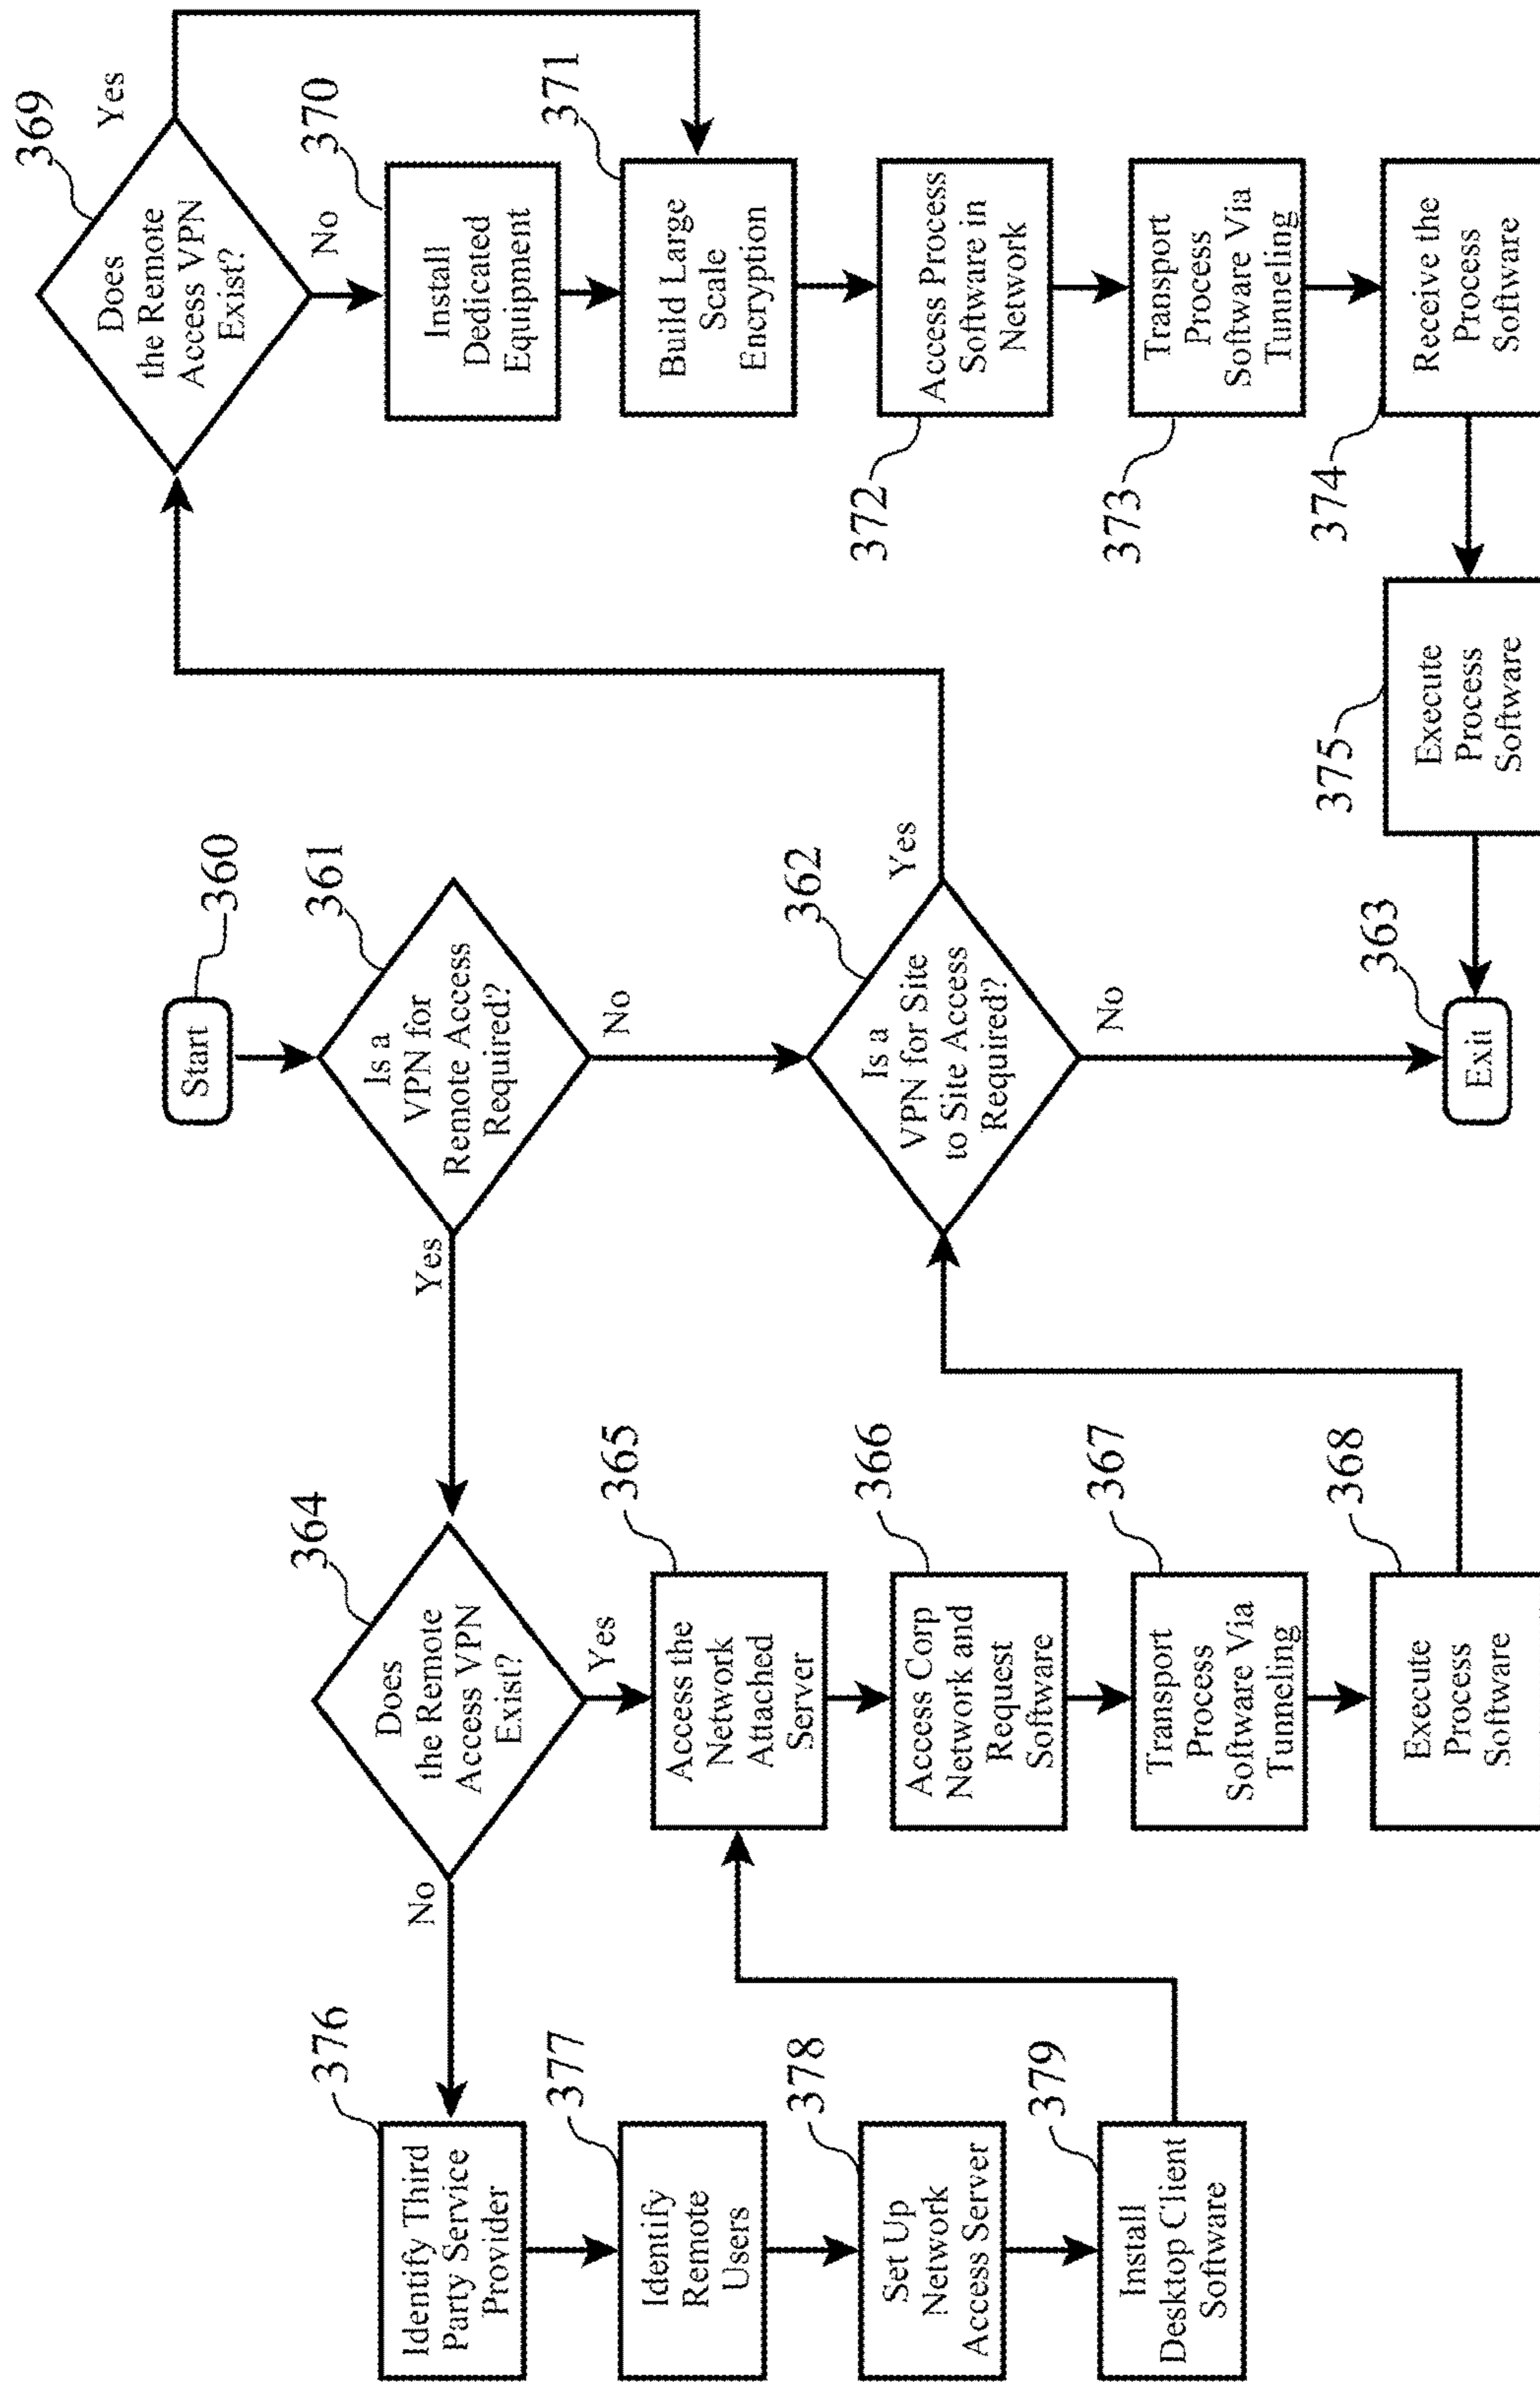 360
Start
361
Is a
VPN for
Remote Access
Required?
Yes
No
362
Is a
VPN for Site
to Site Access
Required?
Yes
No
363
Exit
364
Does
the Remote
Access VPN
Exist?
No
Yes
365
Access the
Network
Attached
Server
366
Access Corp
Network and
Request
Software
367
Transport
Process
Software Via
Tunneling
368
Execute
Process
Software
369
Does
the Remote
Access VPN
Exist?
Yes
No
370
Install
Dedicated
Equipment
371
Build Large
Scale
Encryption
372
Access Process
Software in
Network
373
Transport
Process
Software Via
Tunneling
374
Receive the
Process
Software
375
Execute
Process
Software
376
Identify Third
Party Service
Provider
377
Identify
Remote
Users
378
Set Up
Network
Access Server
379
Install
Desktop Client
Software